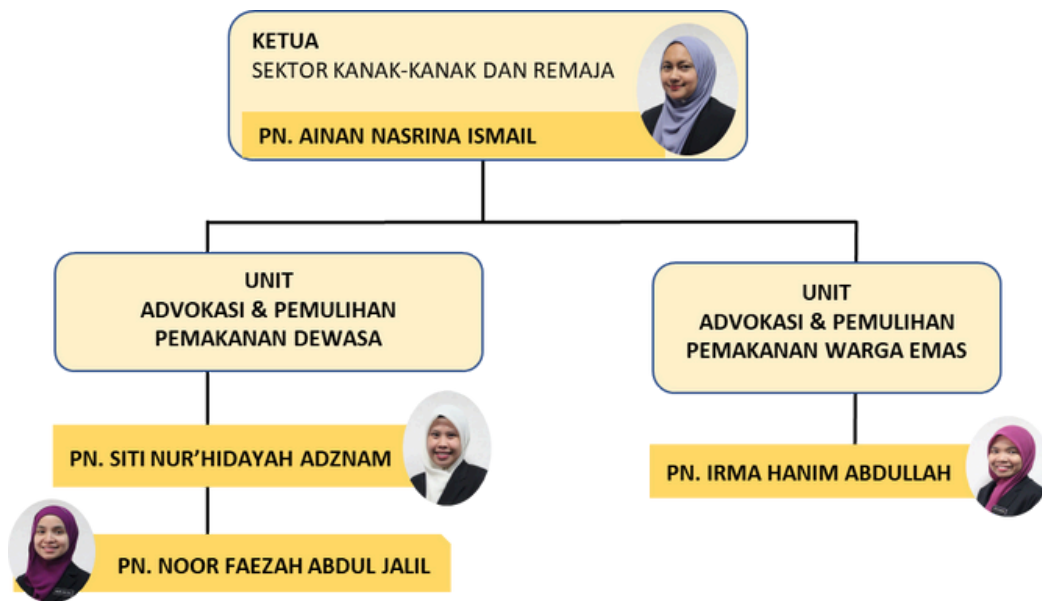 KETUA
SEKTOR KANAK-KANAK DAN REMAJA
PN. AINAN NASRINA ISMAIL
UNIT
ADVOKASI & PEMULIHAN
PEMAKANAN DEWASA
PN. SITI NUR’HIDAYAH ADZNAM
PN. NOOR FAEZAH ABDUL JALIL
UNIT
ADVOKASI & PEMULIHAN
PEMAKANAN WARGA EMAS
PN. IRMA HANIM ABDULLAH